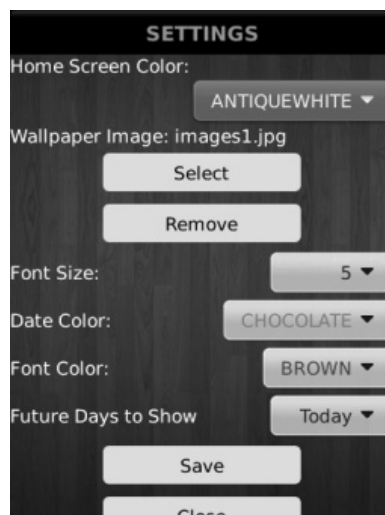 SETTINGS
Home Screen Color:
ANTIQUEWHITE
Wallpaper Image: images1.jpg
Select
Remove
Font Size: 5
Date Color: CHOCOLATE
Font Color: BROWN
Future Days to Show Today
Save
Close